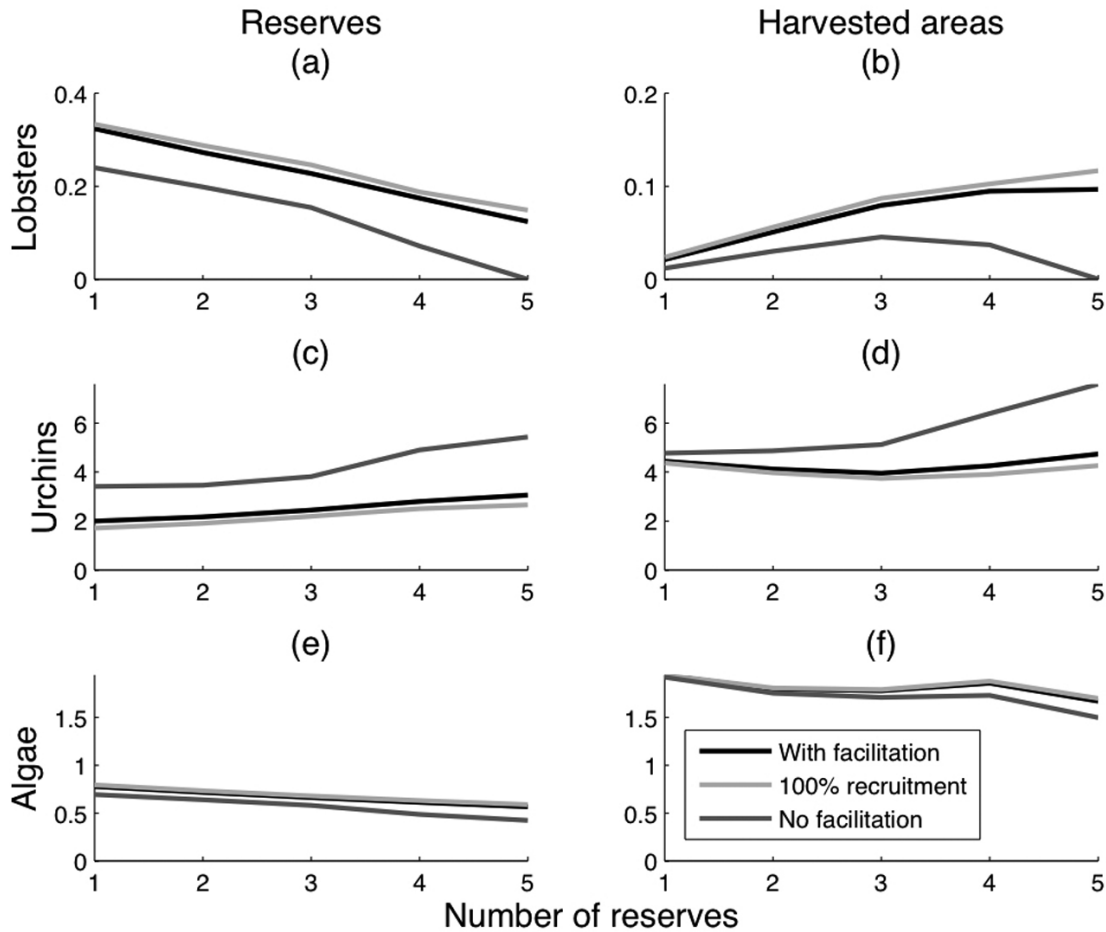 Reserves
Harvested areas
(a)
(b)
Lobsters
0.4
0.2
0
1 2 3 4 5
0.2
0.1
0
1 2 3 4 5
(c)
(d)
Urchins
6
4
2
0
1 2 3 4 5
6
4
2
0
1 2 3 4 5
(e)
(f)
Algae
1.5
1
0.5
0
1 2 3 4 5
1.5
1
0.5
0
1 2 3 4 5
With facilitation
100% recruitment
No facilitation
Number of reserves